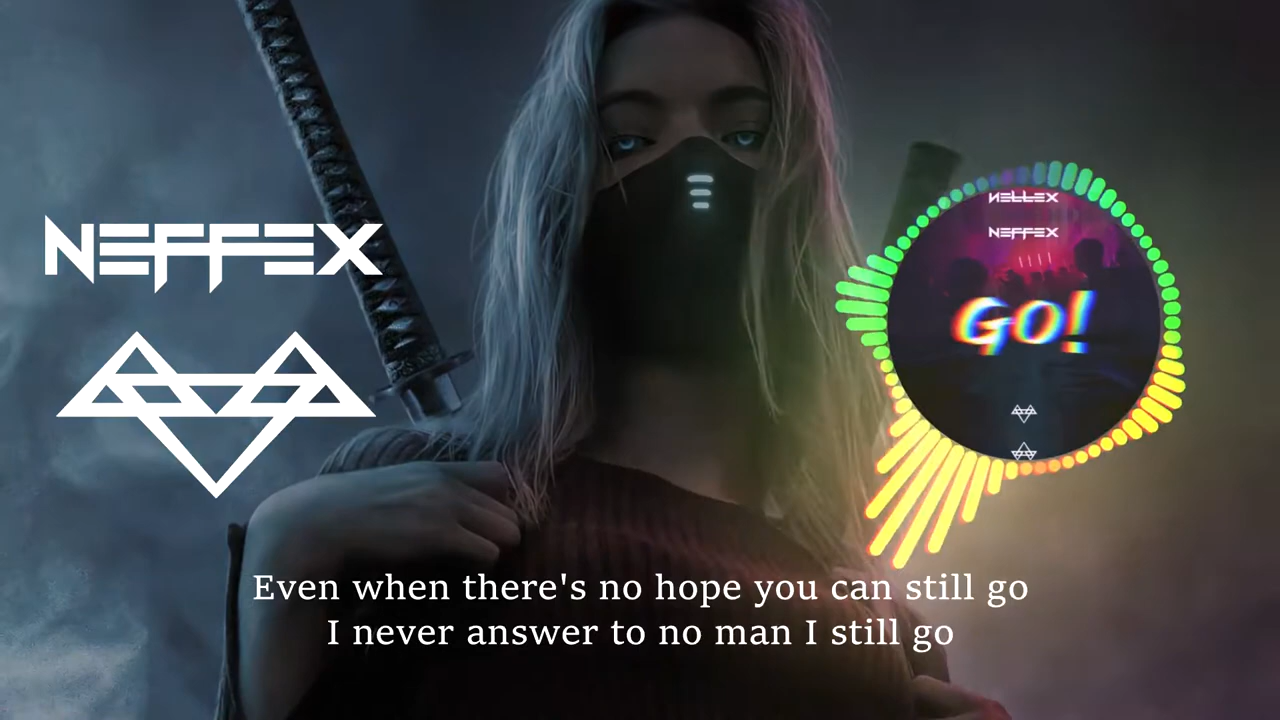 NEFFEX
NEFFEX
NEFFEX
GO!
Even when there's no hope you can still go
I never answer to no man I still go